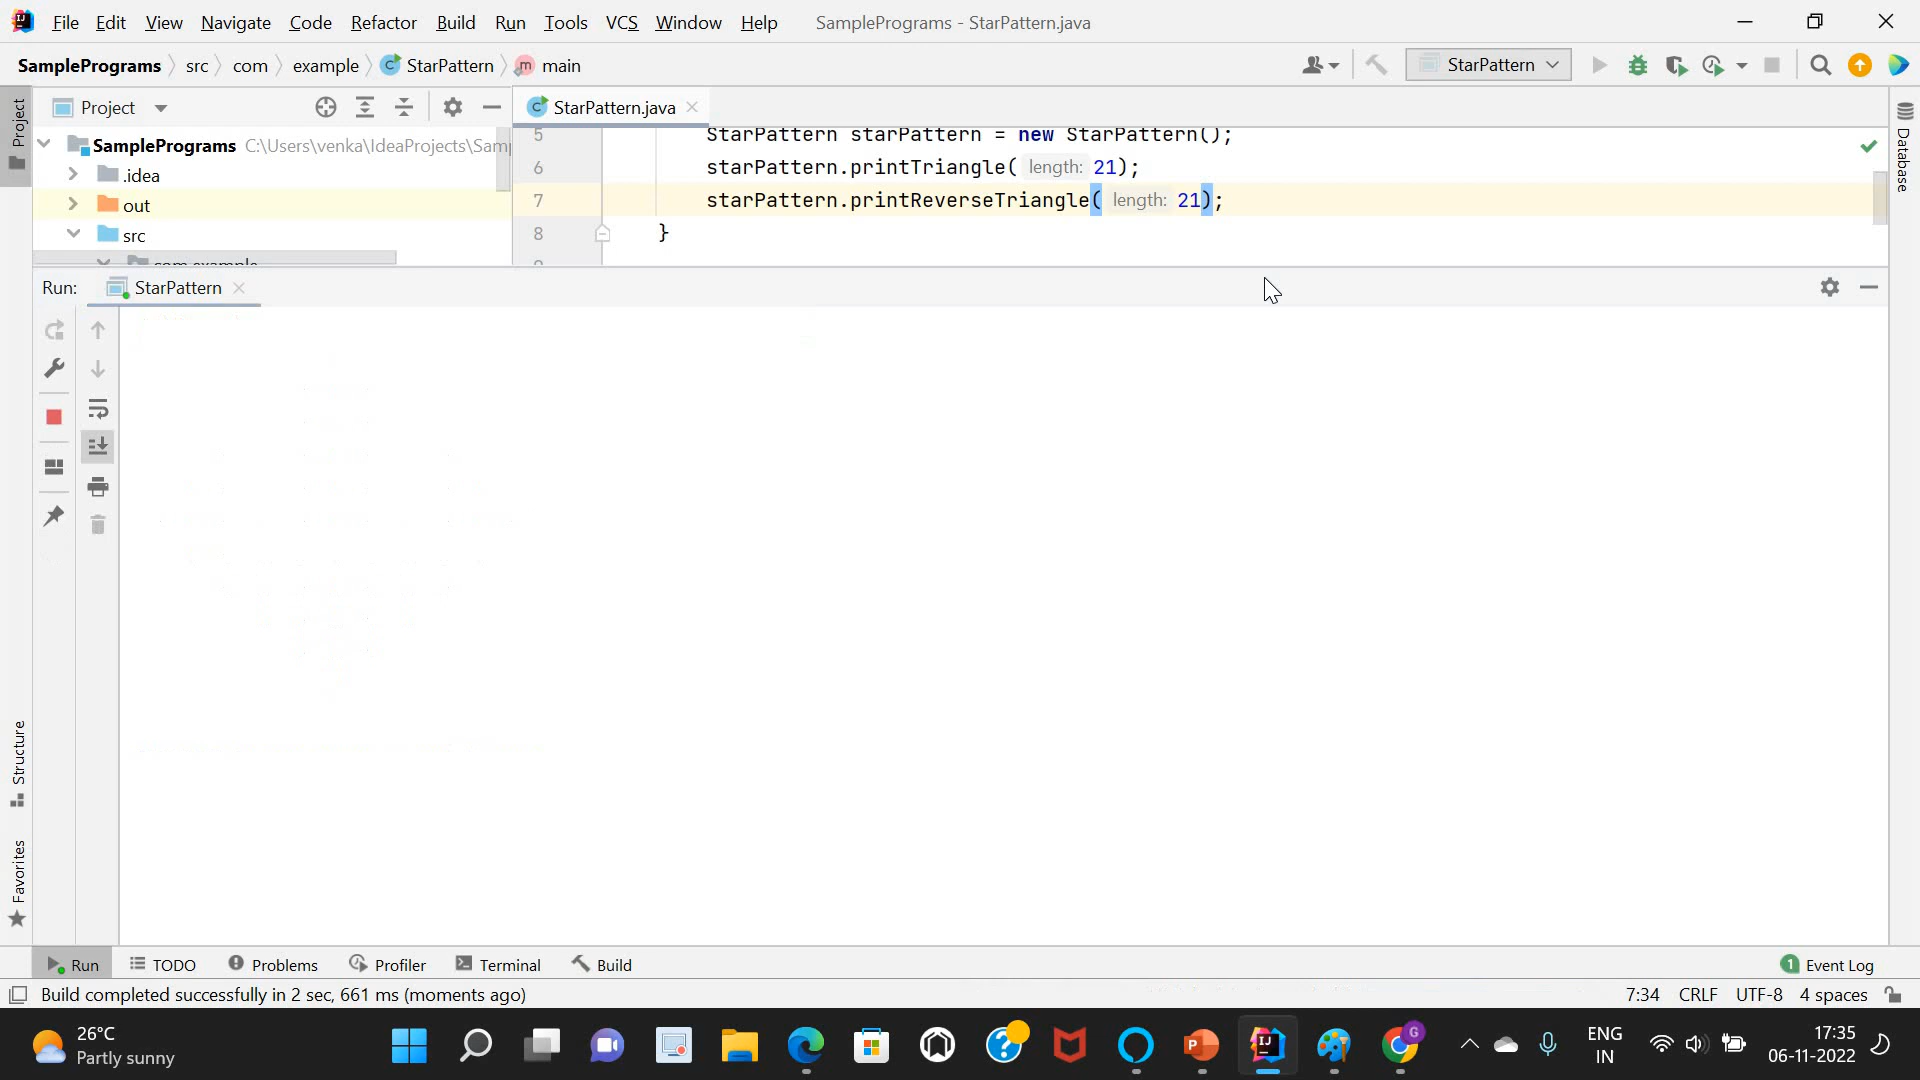 File Edit View Navigate Code Refactor Build Run Tools VCS Window Help SamplePrograms - StarPattern.java
SamplePrograms src com example StarPattern m main StarPattern
Project StarPattern.java
Project
SamplePrograms C:\Users\venka\IdeaProjects\Sam
.idea
out
src
com.example
5 StarPattern starPattern = new StarPattern();
6 starPattern.printTriangle( length: 21);
7 starPattern.printReverseTriangle( length: 21);
8 }
9
Database
Run: StarPattern
Structure
Favorites
Run TODO Problems Profiler Terminal Build 1 Event Log
Build completed successfully in 2 sec, 661 ms (moments ago) 7:34 CRLF UTF-8 4 spaces
26°C
Partly sunny
ENG
IN
17:35
06-11-2022